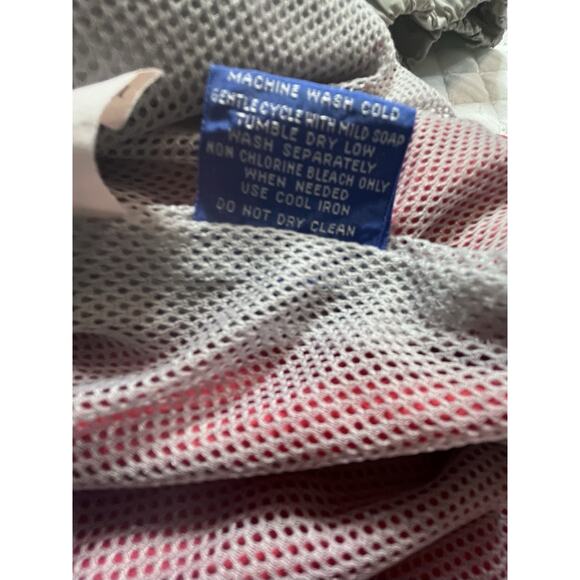 MACHINE WASH COLD
GENTLE CYCLE WITH MILD SOAP
TUMBLE DRY LOW
WASH SEPARATELY
NON CHLORINE BLEACH ONLY
WHEN NEEDED
USE COOL IRON
DO NOT DRY CLEAN